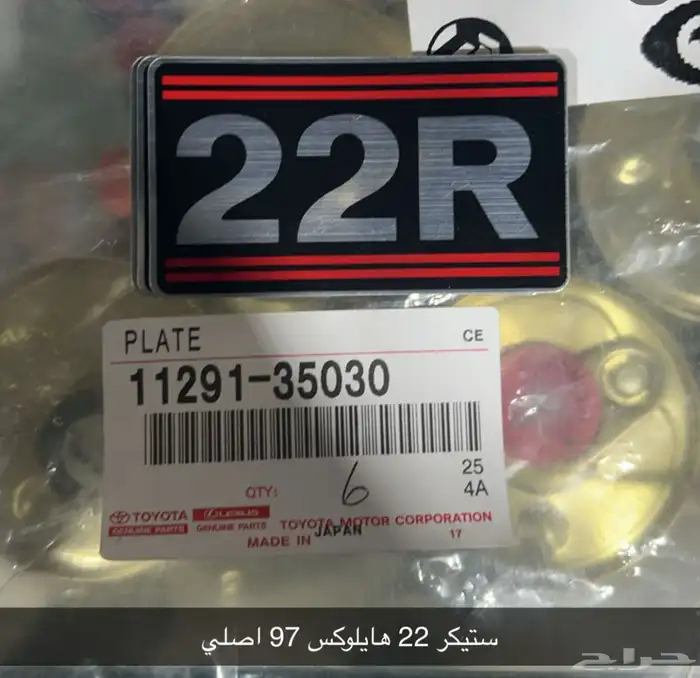 22R
PLATE
CE
11291-35030
25
QTY: 6
4A
TOYOTA
GENUINE PARTS
LEXUS
GENUINE PARTS
TOYOTA MOTOR CORPORATION
MADE IN JAPAN
17
ستيكر 22 هايلوكس 97 اصلي
حراج